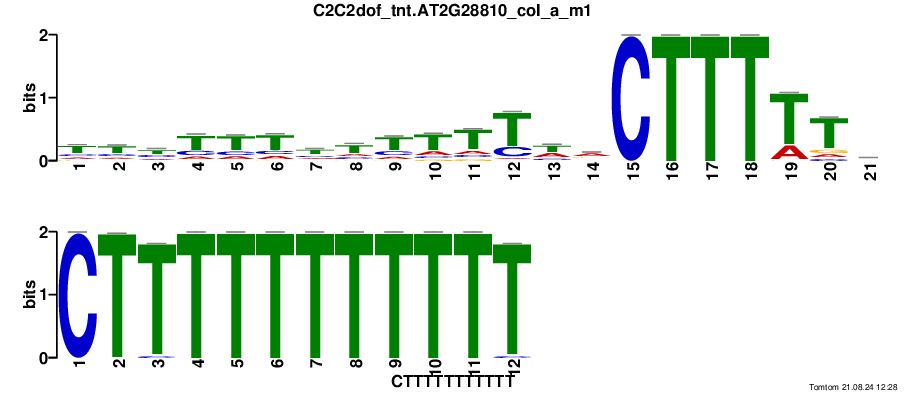 C2C2dof_tnt.AT2G28810_col_a_m1
bits
2
1
0
1 2 3 4 5 6 7 8 9 10 11 12 13 14 15 16 17 18 19 20 21
CTTTTT
A
bits
2
1
0
1 2 3 4 5 6 7 8 9 10 11 12
CTTTTTTTTTTT
CTTTTTTTTTTT
Tomtom 21.08.24 12:28